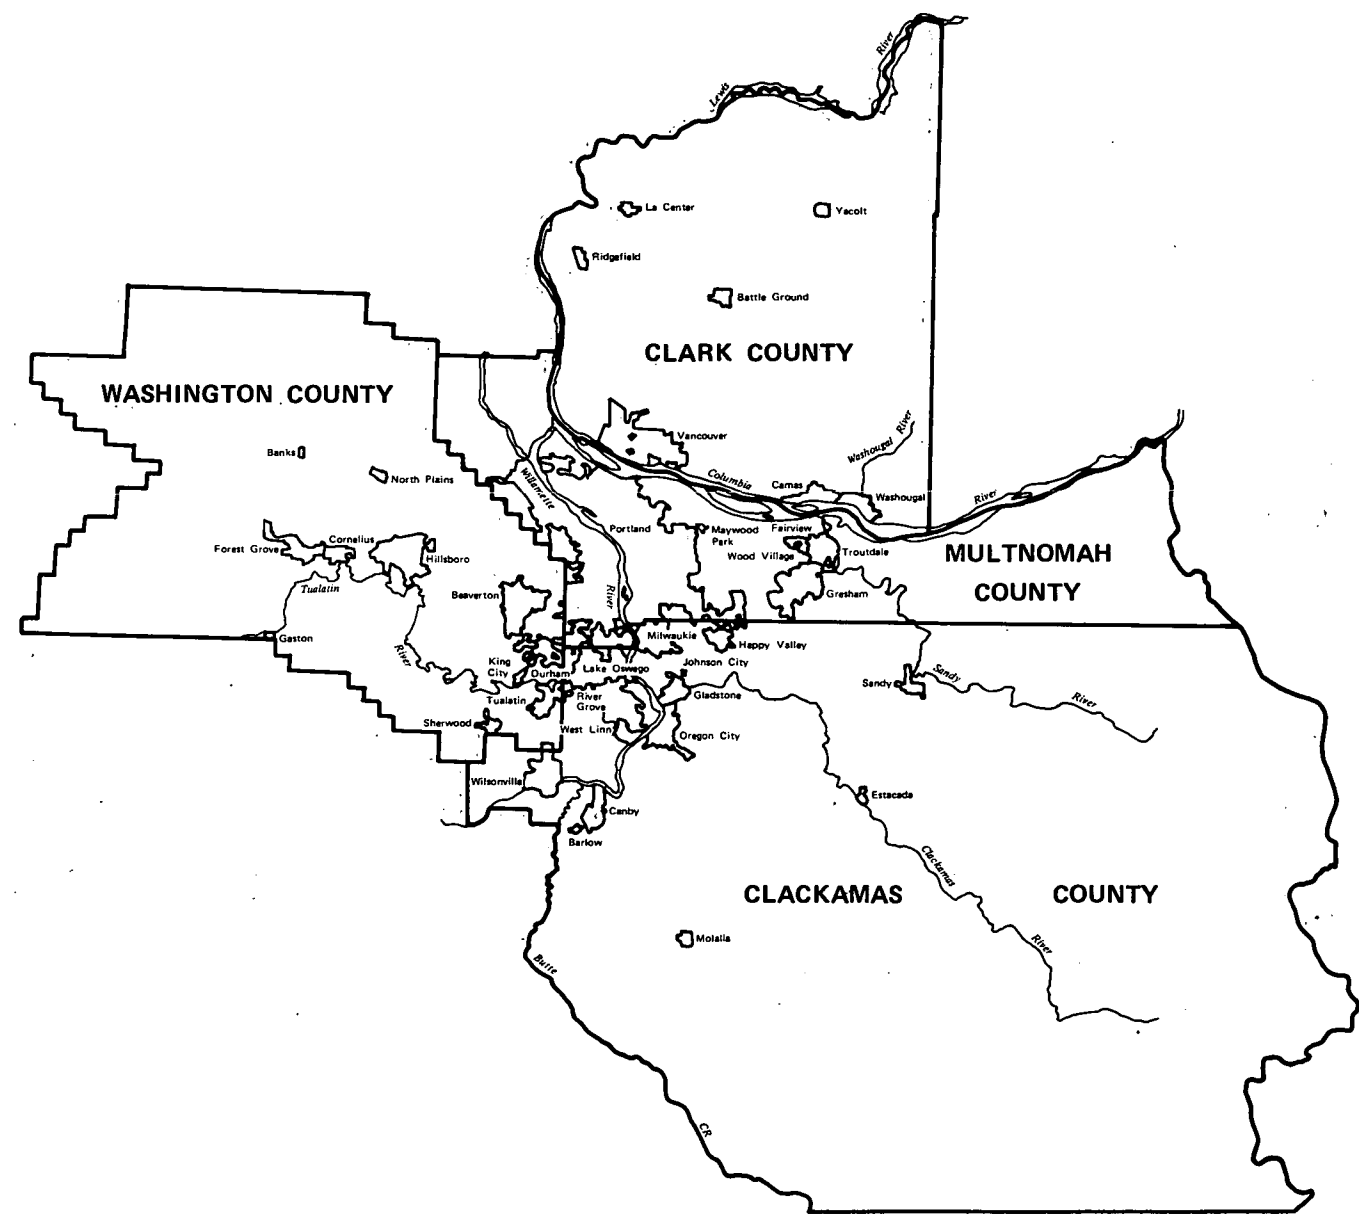 River
Lewis
La Center
Yacolt
Ridgefield
Battle Ground
CLARK COUNTY
WASHINGTON COUNTY
Washougal River
Vancouver
Banks
North Plains
Columbia
Willamette
Camas
Washougal
River
Portland
Maywood
Park
Fairview
Wood Village
Troutdale
MULTNOMAH
COUNTY
Forest Grove
Cornelius
Hillsboro
Tualatin
Beaverton
River
Gresham
Gaston
River
Milwaukie
Happy Valley
King
City
Durham
Lake Oswego
Johnson City
Sandy
Sandy
River
Tualatin
River
Grove
Gladstone
Sherwood
West Linn
Oregon City
Wilsonville
Canby
Barlow
Estacada
Clackamas
River
CLACKAMAS COUNTY
Molalla
Butte
CR